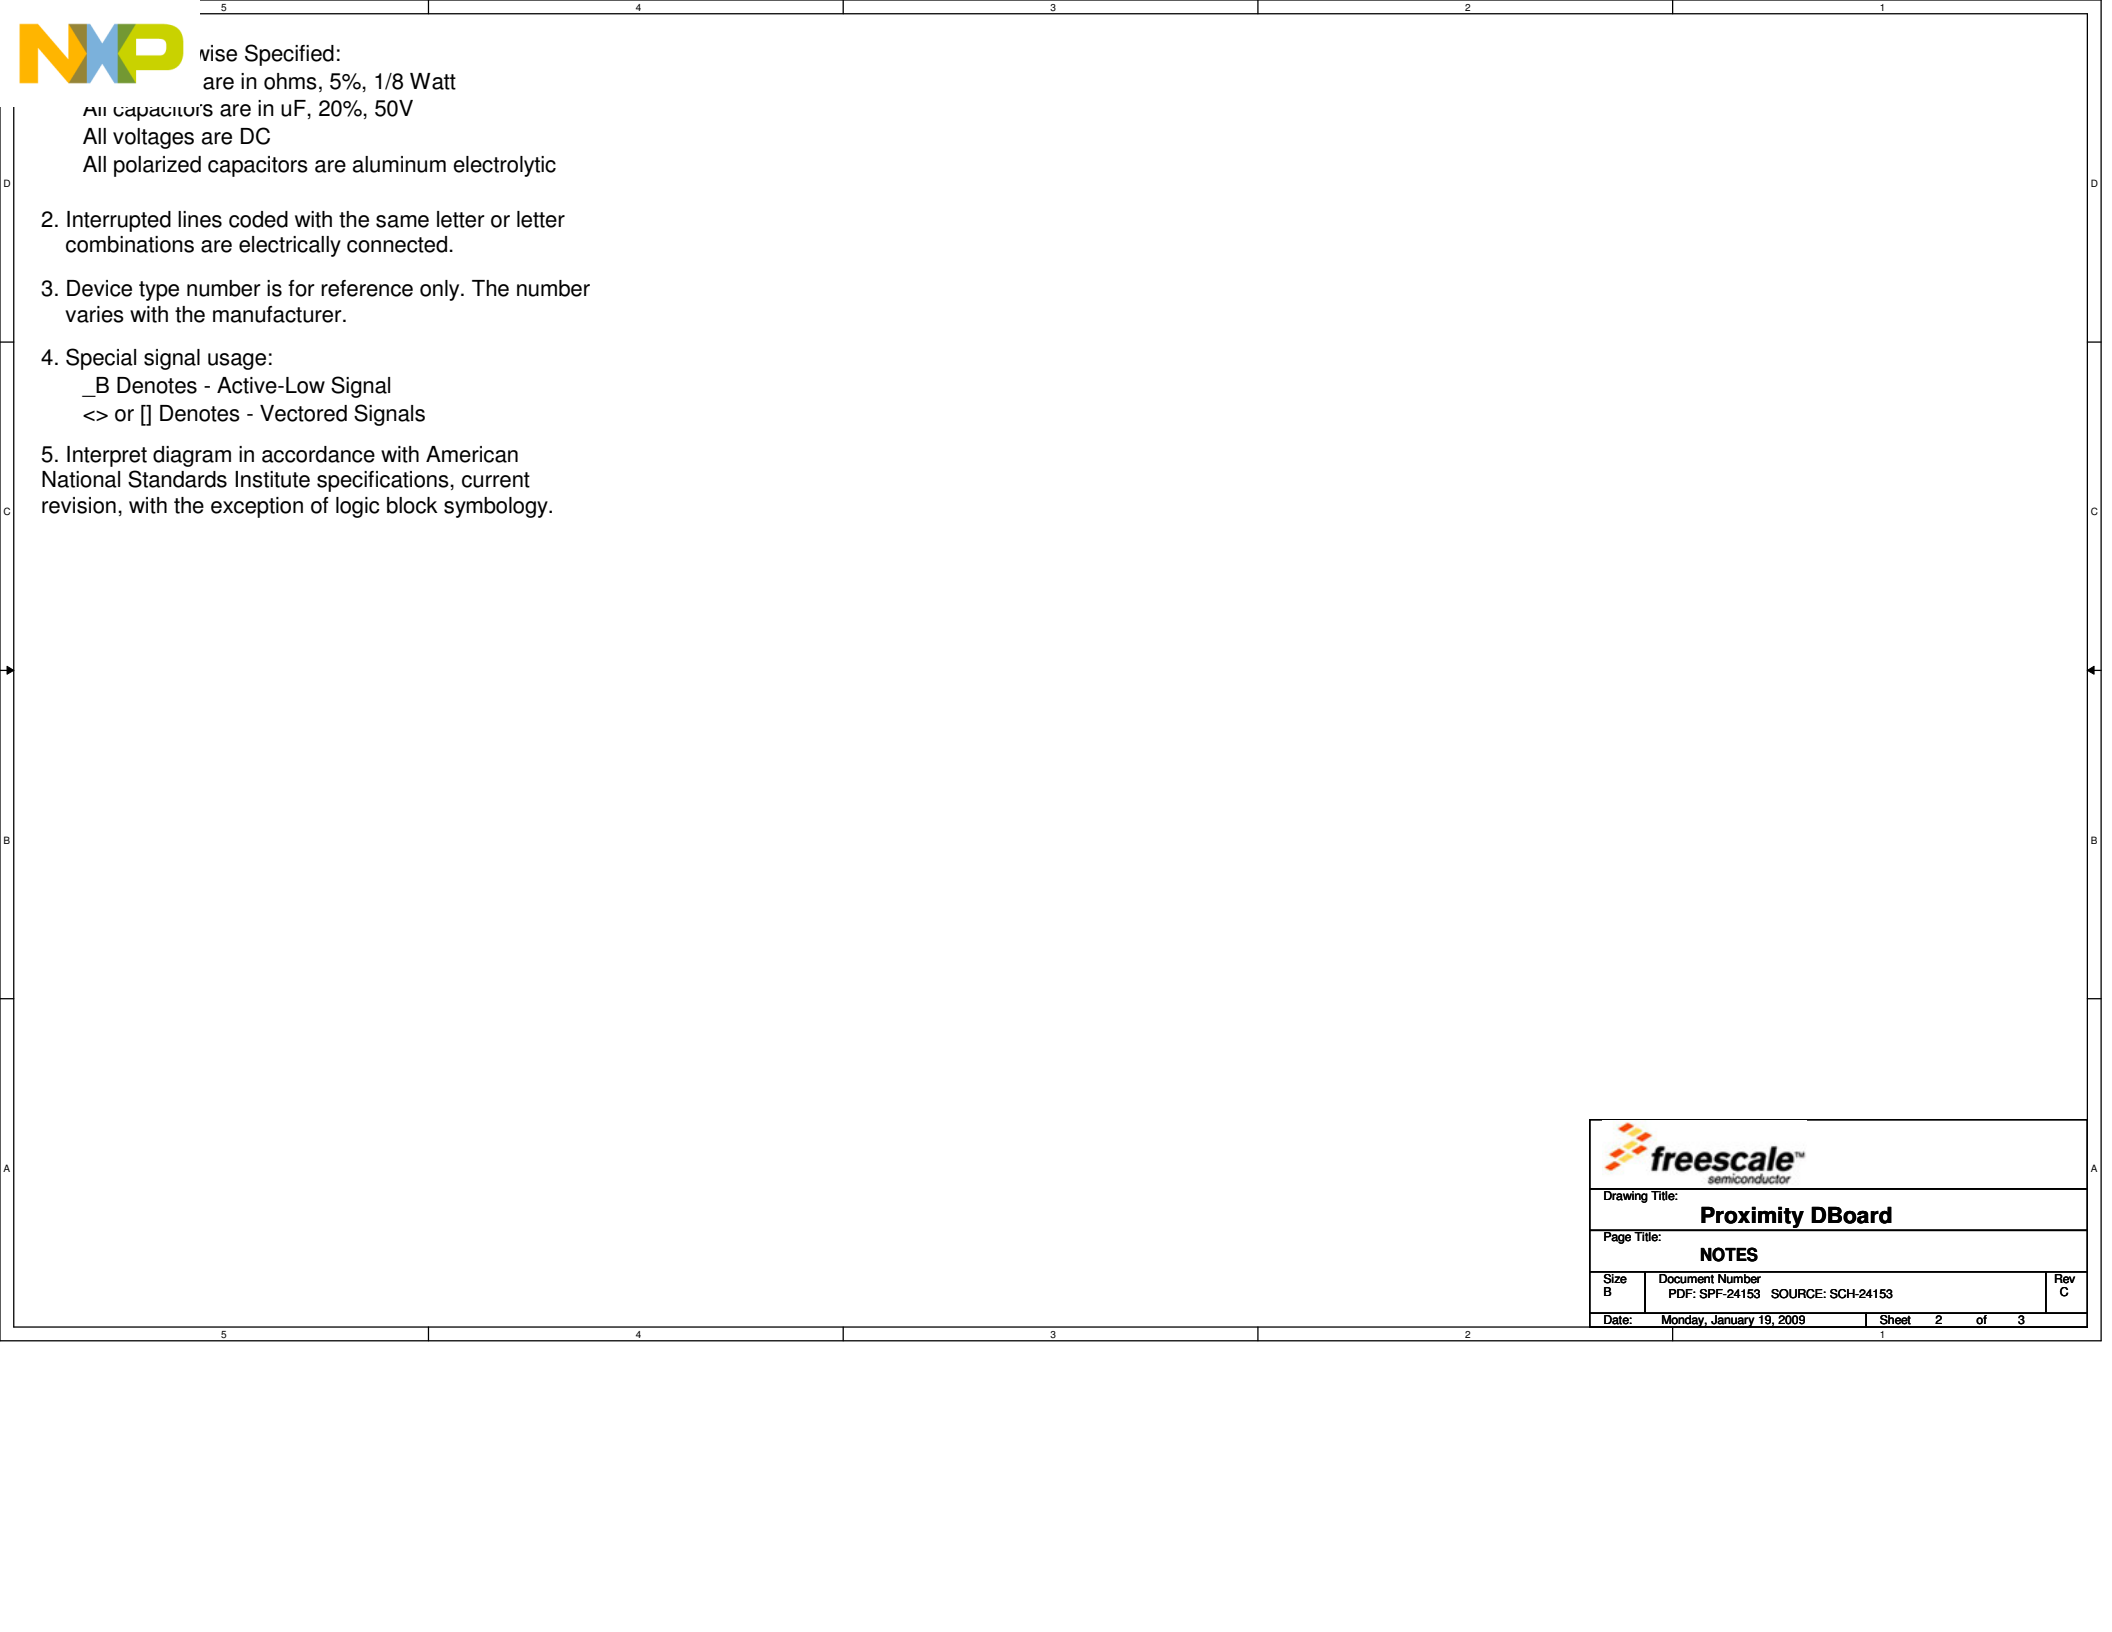 5 4 3 2 1
NXP
wise Specified:
are in ohms, 5%, 1/8 Watt
All capacitors are in uF, 20%, 50V
All voltages are DC
All polarized capacitors are aluminum electrolytic
D D
2. Interrupted lines coded with the same letter or letter
combinations are electrically connected.
3. Device type number is for reference only. The number
varies with the manufacturer.
4. Special signal usage:
_B Denotes - Active-Low Signal
<> or [] Denotes - Vectored Signals
5. Interpret diagram in accordance with American
National Standards Institute specifications, current
revision, with the exception of logic block symbology.
C C
B B
A A
freescale™
semiconductor
Drawing Title:
Proximity DBoard
Page Title:
NOTES
Size Document Number Rev
B PDF: SPF-24153 SOURCE: SCH-24153 C
Date: Monday, January 19, 2009 Sheet 2 of 3
5 4 3 2 1